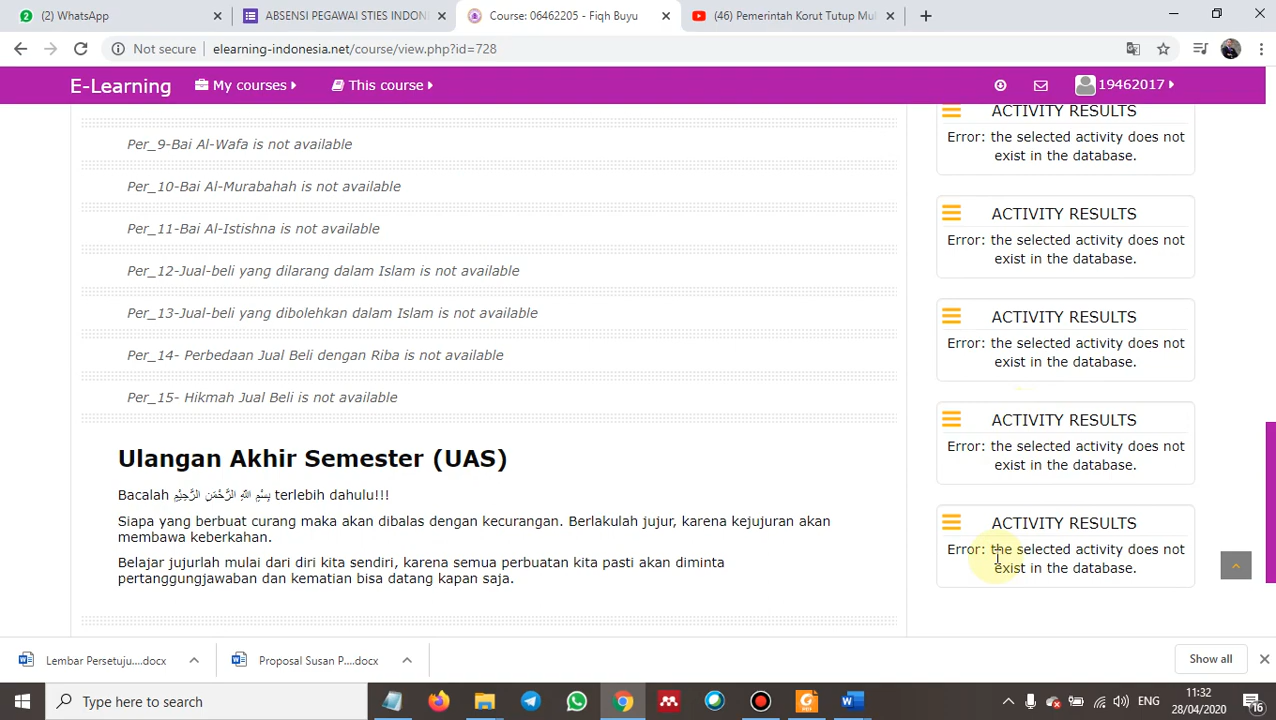 (2) WhatsApp
ABSENSI PEGAWAI STIES INDON
Course: 06462205 - Fiqh Buyu
(46) Pemerintah Korut Tutup Mul
Not secure
elearning-indonesia.net/course/view.php?id=728
E-Learning
My courses
This course
19462017
Per_9-Bai Al-Wafa is not available
Per_10-Bai Al-Murabahah is not available
Per_11-Bai Al-Istishna is not available
Per_12-Jual-beli yang dilarang dalam Islam is not available
Per_13-Jual-beli yang dibolehkan dalam Islam is not available
Per_14- Perbedaan Jual Beli dengan Riba is not available
Per_15- Hikmah Jual Beli is not available
Ulangan Akhir Semester (UAS)
Bacalah بِسْمِ اللَّهِ الرَّحْمَنِ الرَّحِيْمِ terlebih dahulu!!!
Siapa yang berbuat curang maka akan dibalas dengan kecurangan. Berlakulah jujur, karena kejujuran akan
membawa keberkahan.
Belajar jujurlah mulai dari diri kita sendiri, karena semua perbuatan kita pasti akan diminta
pertanggungjawaban dan kematian bisa datang kapan saja.
ACTIVITY RESULTS
Error: the selected activity does not
exist in the database.
ACTIVITY RESULTS
Error: the selected activity does not
exist in the database.
ACTIVITY RESULTS
Error: the selected activity does not
exist in the database.
ACTIVITY RESULTS
Error: the selected activity does not
exist in the database.
ACTIVITY RESULTS
Error: the selected activity does not
exist in the database.
Lembar Persetuju....docx
Proposal Susan P....docx
Show all
Type here to search
ENG
11:32
28/04/2020
16